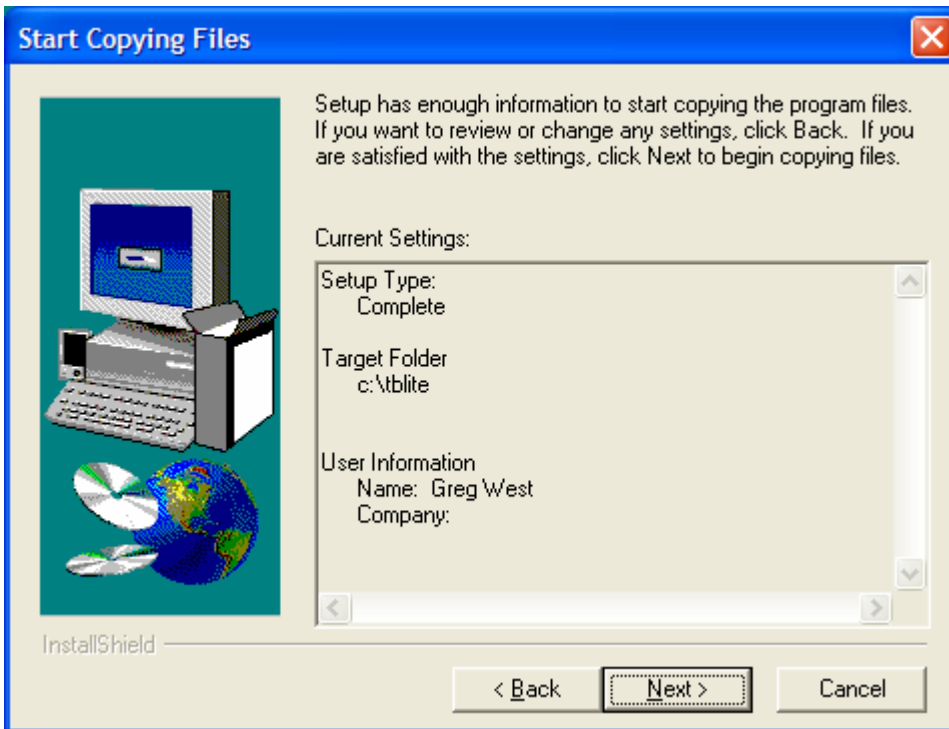 Start Copying Files
Setup has enough information to start copying the program files.
If you want to review or change any settings, click Back. If you
are satisfied with the settings, click Next to begin copying files.
Current Settings:
Setup Type:
Complete
Target Folder
c:\tblite
User Information
Name: Greg West
Company:
InstallShield
< Back
Next >
Cancel